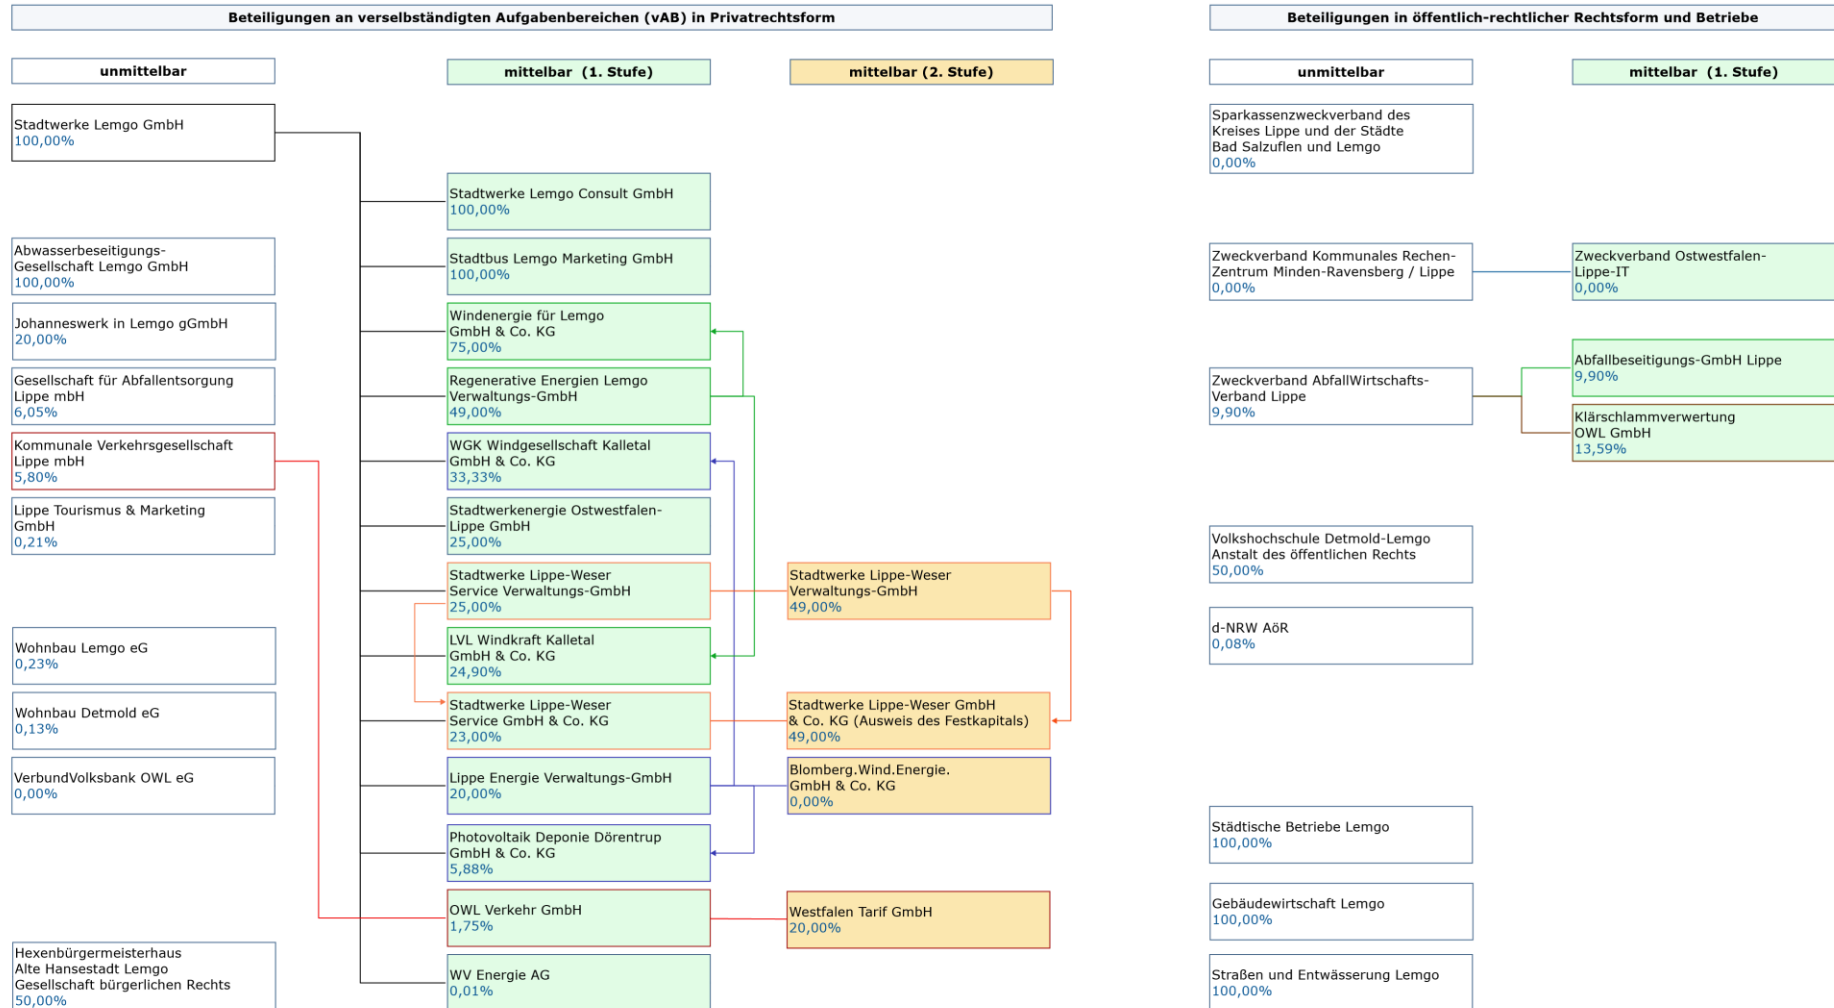 Beteiligungen an verselbständigten Aufgabenbereichen (vAB) in Privatrechtsform
unmittelbar
mittelbar  (1. Stufe)
mittelbar (2. Stufe)
Stadtwerke Lemgo GmbH
100,00%
Abwasserbeseitigungs-
Gesellschaft Lemgo GmbH
100,00%
Johanneswerk in Lemgo gGmbH
20,00%
Gesellschaft für Abfallentsorgung
Lippe mbH
6,05%
Kommunale Verkehrsgesellschaft
Lippe mbH
5,80%
Lippe Tourismus & Marketing
GmbH
0,21%
Wohnbau Lemgo eG
0,23%
Wohnbau Detmold eG
0,13%
VerbundVolksbank OWL eG
0,00%
Hexenbürgermeisterhaus
Alte Hansestadt Lemgo
Gesellschaft bürgerlichen Rechts
50,00%
Stadtwerke Lemgo Consult GmbH
100,00%
Stadtbus Lemgo Marketing GmbH
100,00%
Windenergie für Lemgo
GmbH & Co. KG
75,00%
Regenerative Energien Lemgo
Verwaltungs-GmbH
49,00%
WGK Windgesellschaft Kalletal
GmbH & Co. KG
33,33%
Stadtwerkenergie Ostwestfalen-
Lippe GmbH
25,00%
Stadtwerke Lippe-Weser
Service Verwaltungs-GmbH
25,00%
LVL Windkraft Kalletal
GmbH & Co. KG
24,90%
Stadtwerke Lippe-Weser
Service GmbH & Co. KG
23,00%
Lippe Energie Verwaltungs-GmbH
20,00%
Photovoltaik Deponie Dörentrup
GmbH & Co. KG
5,88%
OWL Verkehr GmbH
1,75%
WV Energie AG
0,01%
Stadtwerke Lippe-Weser
Verwaltungs-GmbH
49,00%
Stadtwerke Lippe-Weser GmbH
& Co. KG (Ausweis des Festkapitals)
49,00%
Blomberg.Wind.Energie.
GmbH & Co. KG
0,00%
Westfalen Tarif GmbH
20,00%
Beteiligungen in öffentlich-rechtlicher Rechtsform und Betriebe
unmittelbar
mittelbar  (1. Stufe)
Sparkassenzweckverband des
Kreises Lippe und der Städte
Bad Salzuflen und Lemgo
0,00%
Zweckverband Kommunales Rechen-
Zentrum Minden-Ravensberg / Lippe
0,00%
Zweckverband AbfallWirtschafts-
Verband Lippe
9,90%
Volkshochschule Detmold-Lemgo
Anstalt des öffentlichen Rechts
50,00%
d-NRW AöR
0,08%
Städtische Betriebe Lemgo
100,00%
Gebäudewirtschaft Lemgo
100,00%
Straßen und Entwässerung Lemgo
100,00%
Zweckverband Ostwestfalen-
Lippe-IT
0,00%
Abfallbeseitigungs-GmbH Lippe
9,90%
Klärschlammverwertung
OWL GmbH
13,59%